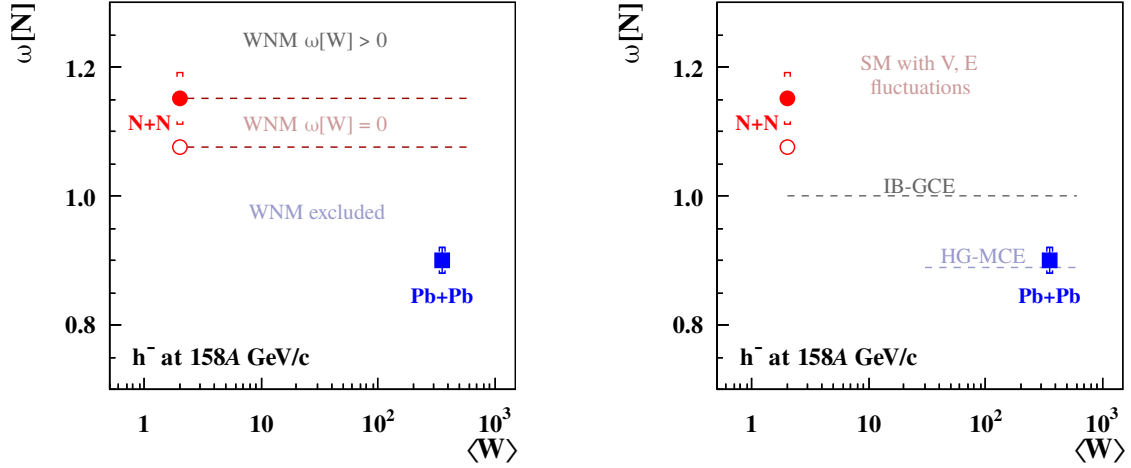 ω[N]
WNM ω[W] > 0
1.2
N+N
WNM ω[W] = 0
1.0
WNM excluded
Pb+Pb
0.8
h⁻ at 158A GeV/c
1 10 10² 10³
⟨W⟩
ω[N]
SM with V, E
fluctuations
1.2
N+N
IB-GCE
1.0
HG-MCE
Pb+Pb
0.8
h⁻ at 158A GeV/c
1 10 10² 10³
⟨W⟩